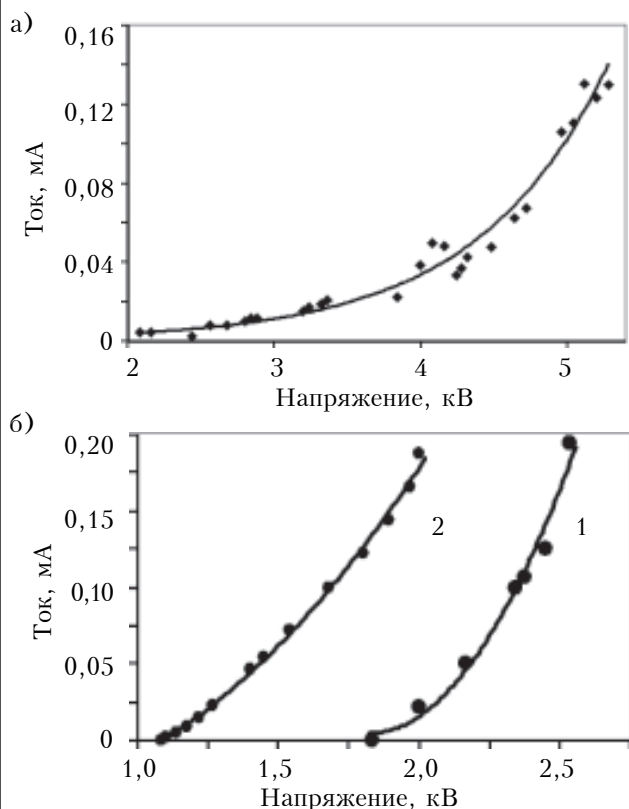 а)
0,16
0,12
0,08
0,04
0
Ток, мА
2 3 4 5
Напряжение, кВ
б)
0,20
0,15
0,10
0,05
0
Ток, мА
2
1
1,0 1,5 2,0 2,5
Напряжение, кВ